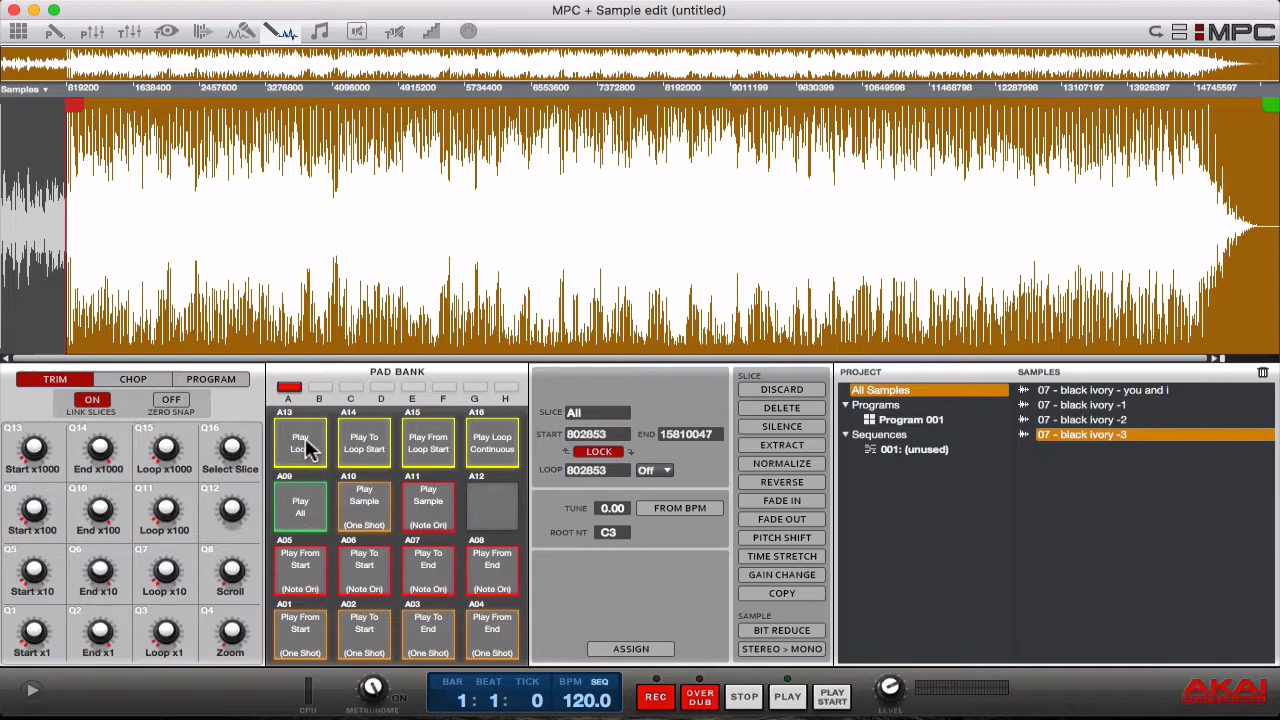 MPC + Sample edit (untitled)
MPC
Samples
819200 1638400 2457600 3276800 4096000 4915200 5734400 6553600 7372800 8192000 9011199 9830399 10649598 11468798 12287998 13107197 13926397 14745597
TRIM CHOP PROGRAM
ON OFF
LINK SLICES ZERO SNAP
Q13 Q14 Q15 Q16
Start x1000 End x1000 Loop x1000 Select Slice
Q9 Q10 Q11 Q12
Start x100 End x100 Loop x100
Q5 Q6 Q7 Q8
Start x10 End x10 Loop x10 Scroll
Q1 Q2 Q3 Q4
Start x1 End x1 Loop x1 Zoom
PAD BANK
A B C D E F G H
A13 A14 A15 A16
Play Loop
Play To Loop Start
Play From Loop Start
Play Loop Continuous
A09 A10 A11 A12
Play All
Play Sample (One Shot)
Play Sample (Note On)
A05 A06 A07 A08
Play From Start (Note On)
Play To Start (Note On)
Play To End (Note On)
Play From End (Note On)
A01 A02 A03 A04
Play From Start (One Shot)
Play To Start (One Shot)
Play To End (One Shot)
Play From End (One Shot)
SLICE All
START 802853 END 15810047
LOCK
LOOP 802853 Off
TUNE 0.00 FROM BPM
ROOT NT C3
ASSIGN
SLICE
DISCARD
DELETE
SILENCE
EXTRACT
NORMALIZE
REVERSE
FADE IN
FADE OUT
PITCH SHIFT
TIME STRETCH
GAIN CHANGE
COPY
SAMPLE
BIT REDUCE
STEREO > MONO
PROJECT
All Samples
Programs
Program 001
Sequences
001: (unused)
SAMPLES
07 - black ivory - you and i
07 - black ivory -1
07 - black ivory -2
07 - black ivory -3
CPU
METRONOME
ON
BAR BEAT TICK BPM SEQ
1: 1: 0 120.0
REC
OVER DUB
STOP
PLAY
PLAY START
LEVEL
AKAI
PROFESSIONAL